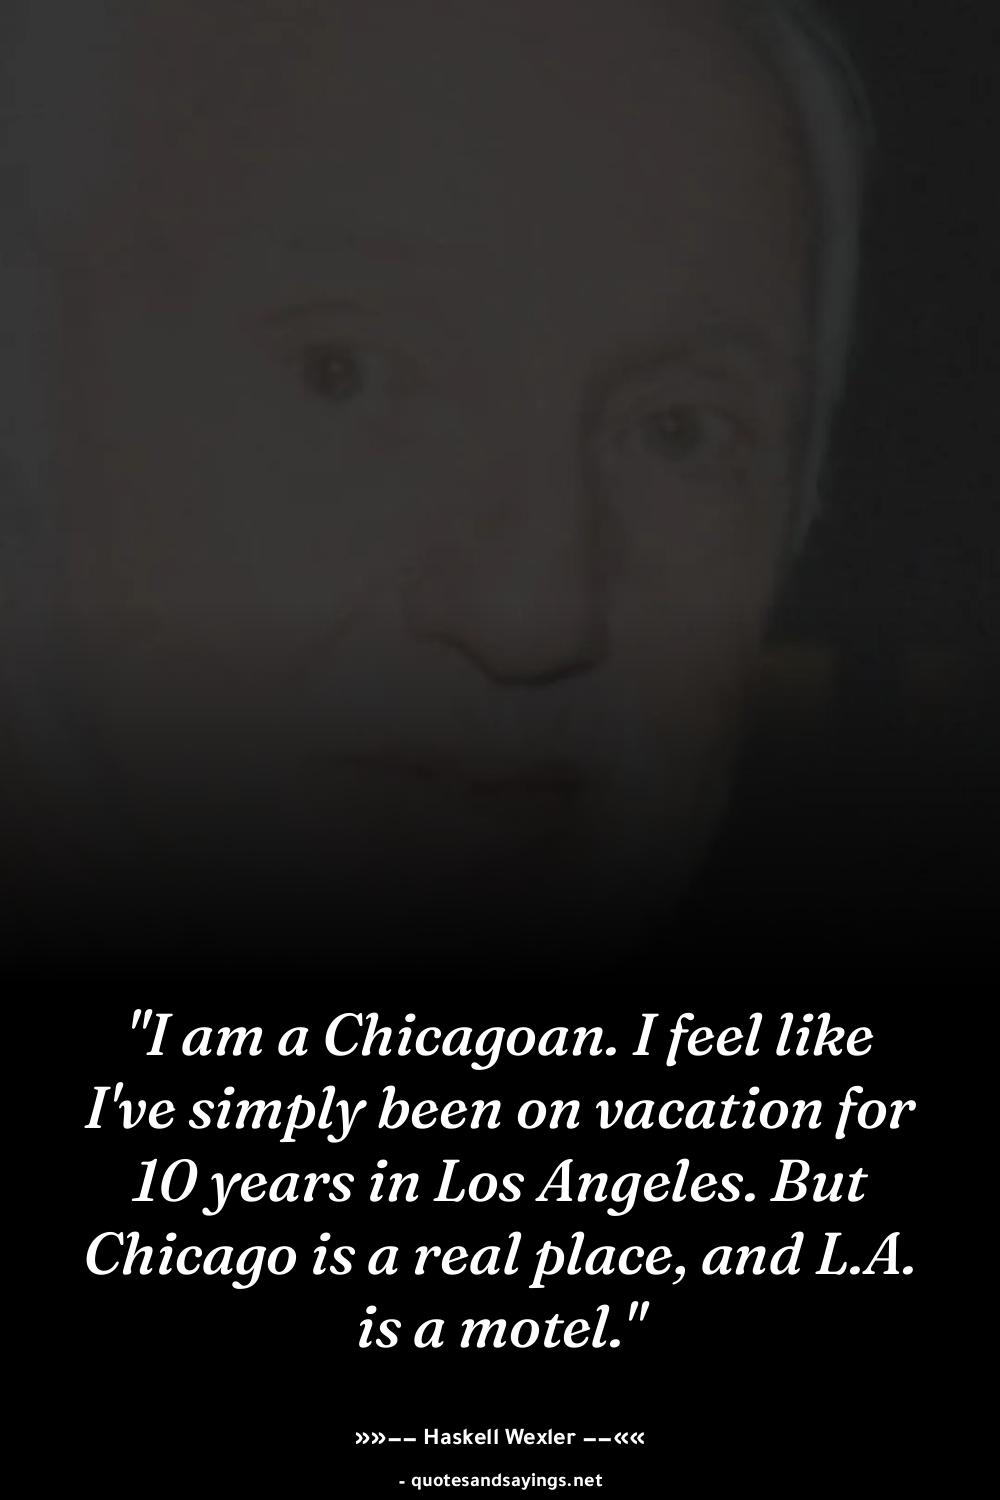 "I am a Chicagoan. I feel like
I've simply been on vacation for
10 years in Los Angeles. But
Chicago is a real place, and L.A.
is a motel."
»»–– Haskell Wexler ––««
- quotesandsayings.net